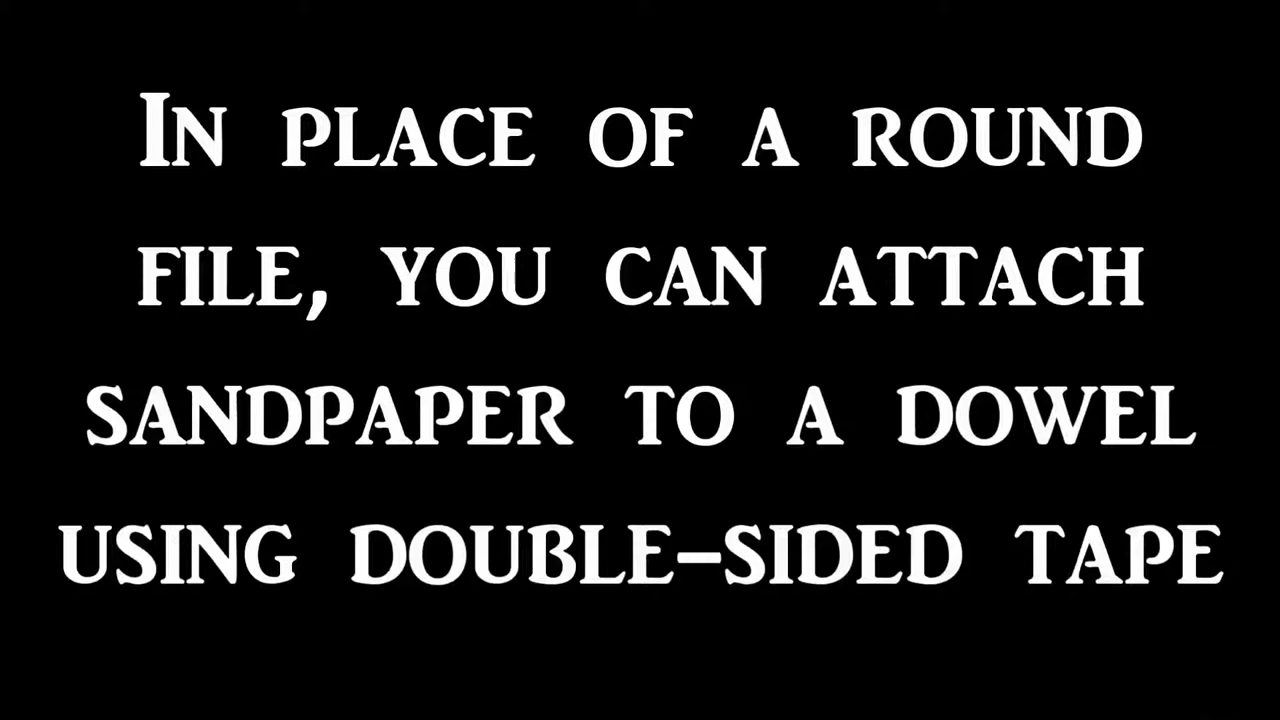 In place of a round
file, you can attach
sandpaper to a dowel
using double-sided tape